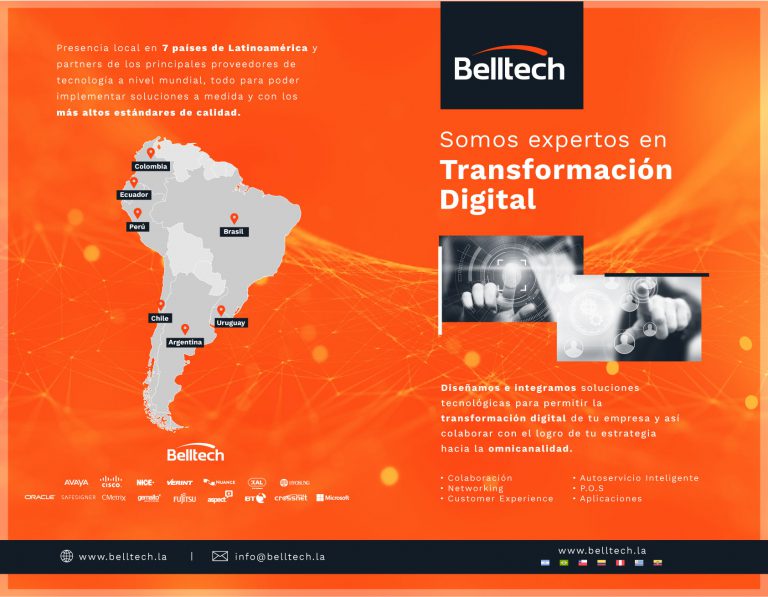 Presencia local en 7 países de Latinoamérica y
partners de los principales proveedores de
tecnología a nivel mundial, todo para poder
implementar soluciones a medida y con los
más altos estándares de calidad.
Colombia
Ecuador
Perú
Brasil
Chile
Uruguay
Argentina
Belltech
AVAYA CISCO NICE VERINT NUANCE XAL INTERVOLING
ORACLE SAFESIGNER CMetrix gemalto FUJITSU aspect BT crossnet Microsoft
www.belltech.la | info@belltech.la
Belltech
Somos expertos en
Transformación
Digital
Diseñamos e integramos soluciones
tecnológicas para permitir la
transformación digital de tu empresa y así
colaborar con el logro de tu estrategia
hacia la omnicanalidad.
• Colaboración
• Networking
• Customer Experience
• Autoservicio Inteligente
• P.O.S
• Aplicaciones
www.belltech.la